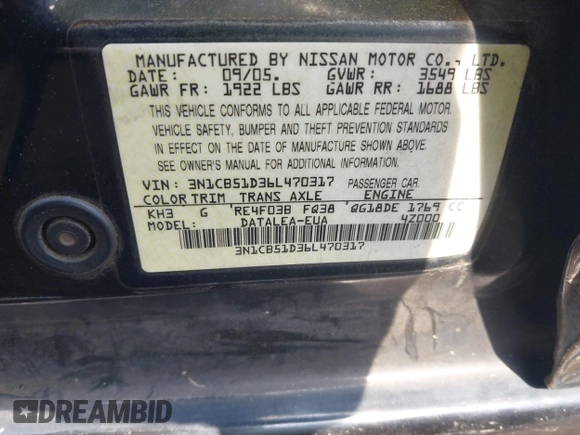 MANUFACTURED BY NISSAN MOTOR CO., LTD.
DATE: 09/05. GVWR: 3549 LBS
GAWR FR: 1922 LBS GAWR RR: 1688 LBS
THIS VEHICLE CONFORMS TO ALL APPLICABLE FEDERAL MOTOR
VEHICLE SAFETY, BUMPER AND THEFT PREVENTION STANDARDS
IN EFFECT ON THE DATE OF MANUFACTURE SHOWN ABOVE.
SEE OWNER'S MANUAL FOR ADDITIONAL INFORMATION.
VIN: 3N1CB51D36L470317 PASSENGER CAR.
COLOR TRIM TRANS AXLE ENGINE
KH3 G RE4F03B FQ38 QG18DE 1769 CC
MODEL: DATALEA-EUA 4Z000
3N1CB51D36L470317
DREAMBID